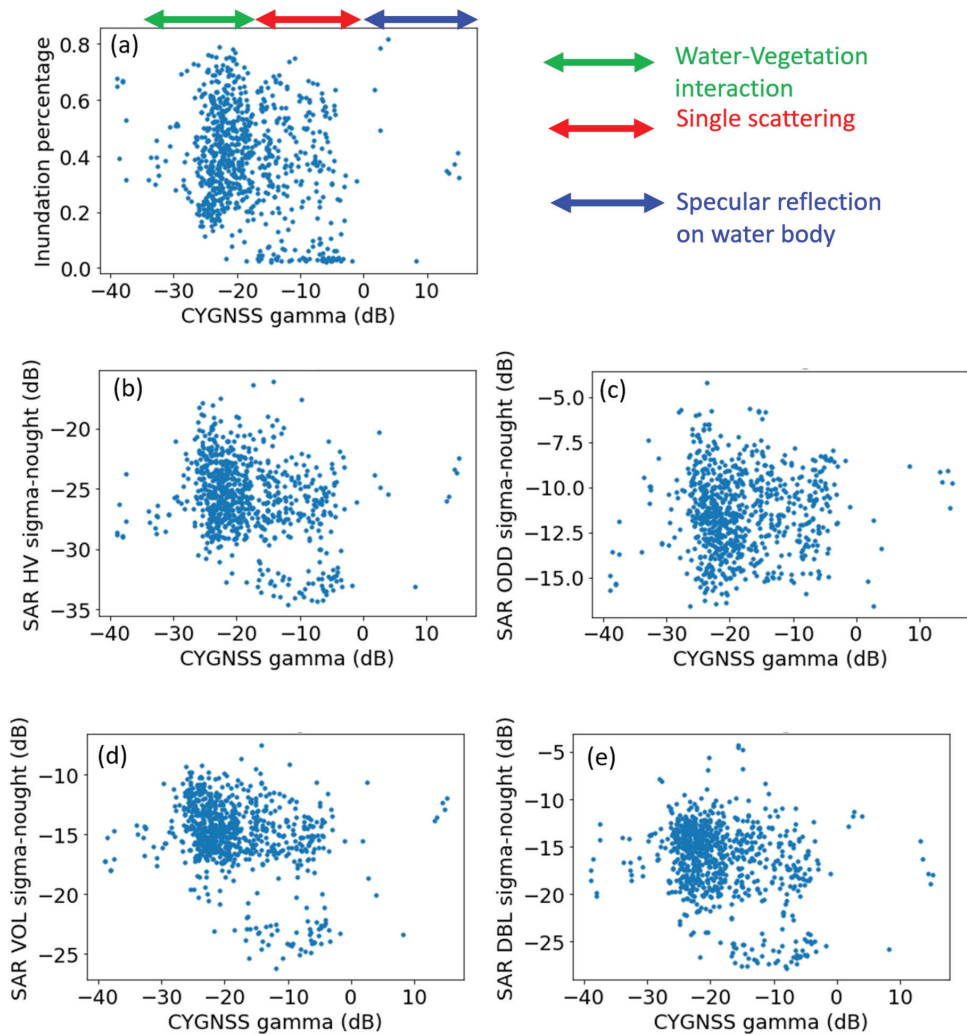 (a)
Inundation percentage
0.8
0.6
0.4
0.2
0.0
−40 −30 −20 −10 0 10
CYGNSS gamma (dB)
Water-Vegetation
interaction
Single scattering
Specular reflection
on water body
(b)
SAR HV sigma-nought (dB)
−20
−25
−30
−35
−40 −30 −20 −10 0 10
CYGNSS gamma (dB)
(c)
SAR ODD sigma-nought (dB)
−5.0
−7.5
−10.0
−12.5
−15.0
−40 −30 −20 −10 0 10
CYGNSS gamma (dB)
(d)
SAR VOL sigma-nought (dB)
−10
−15
−20
−25
−40 −30 −20 −10 0 10
CYGNSS gamma (dB)
(e)
SAR DBL sigma-nought (dB)
−5
−10
−15
−20
−25
−40 −30 −20 −10 0 10
CYGNSS gamma (dB)